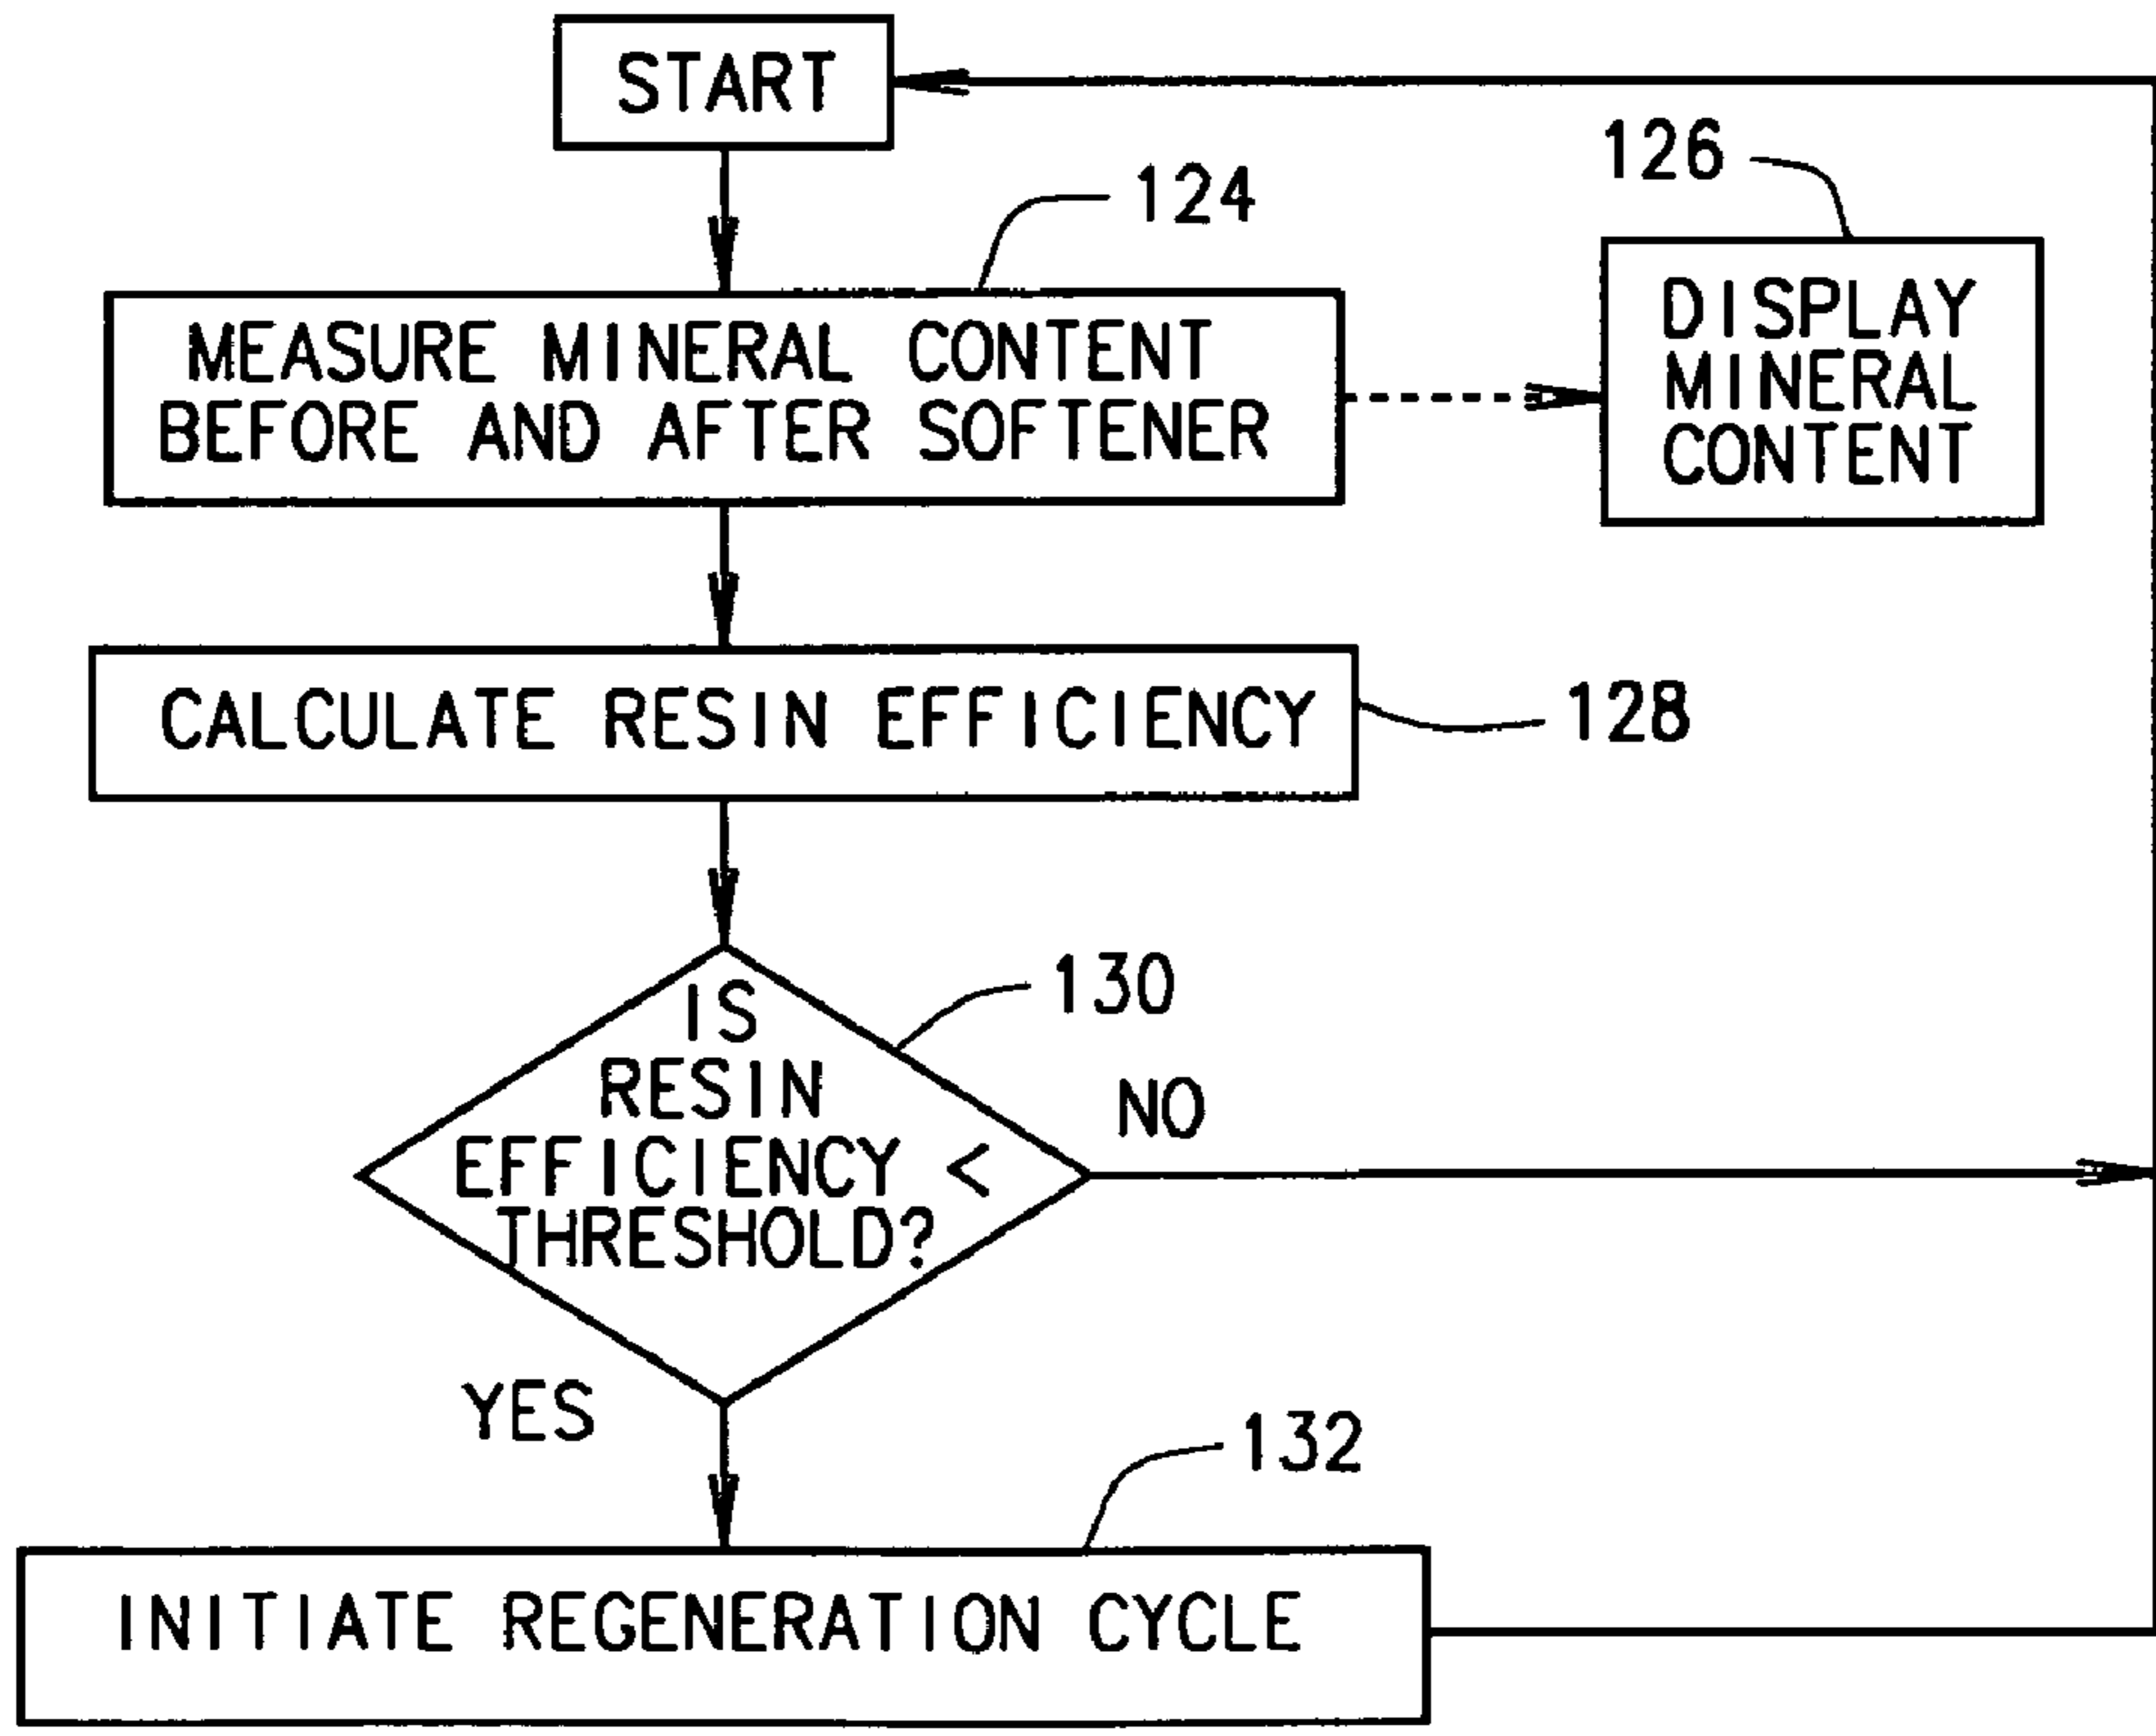 START
126
124
DISPLAY
MINERAL
CONTENT
MEASURE MINERAL CONTENT
BEFORE AND AFTER SOFTENER
CALCULATE RESIN EFFICIENCY
128
130
IS
RESIN
EFFICIENCY <
THRESHOLD?
NO
YES
132
INITIATE REGENERATION CYCLE